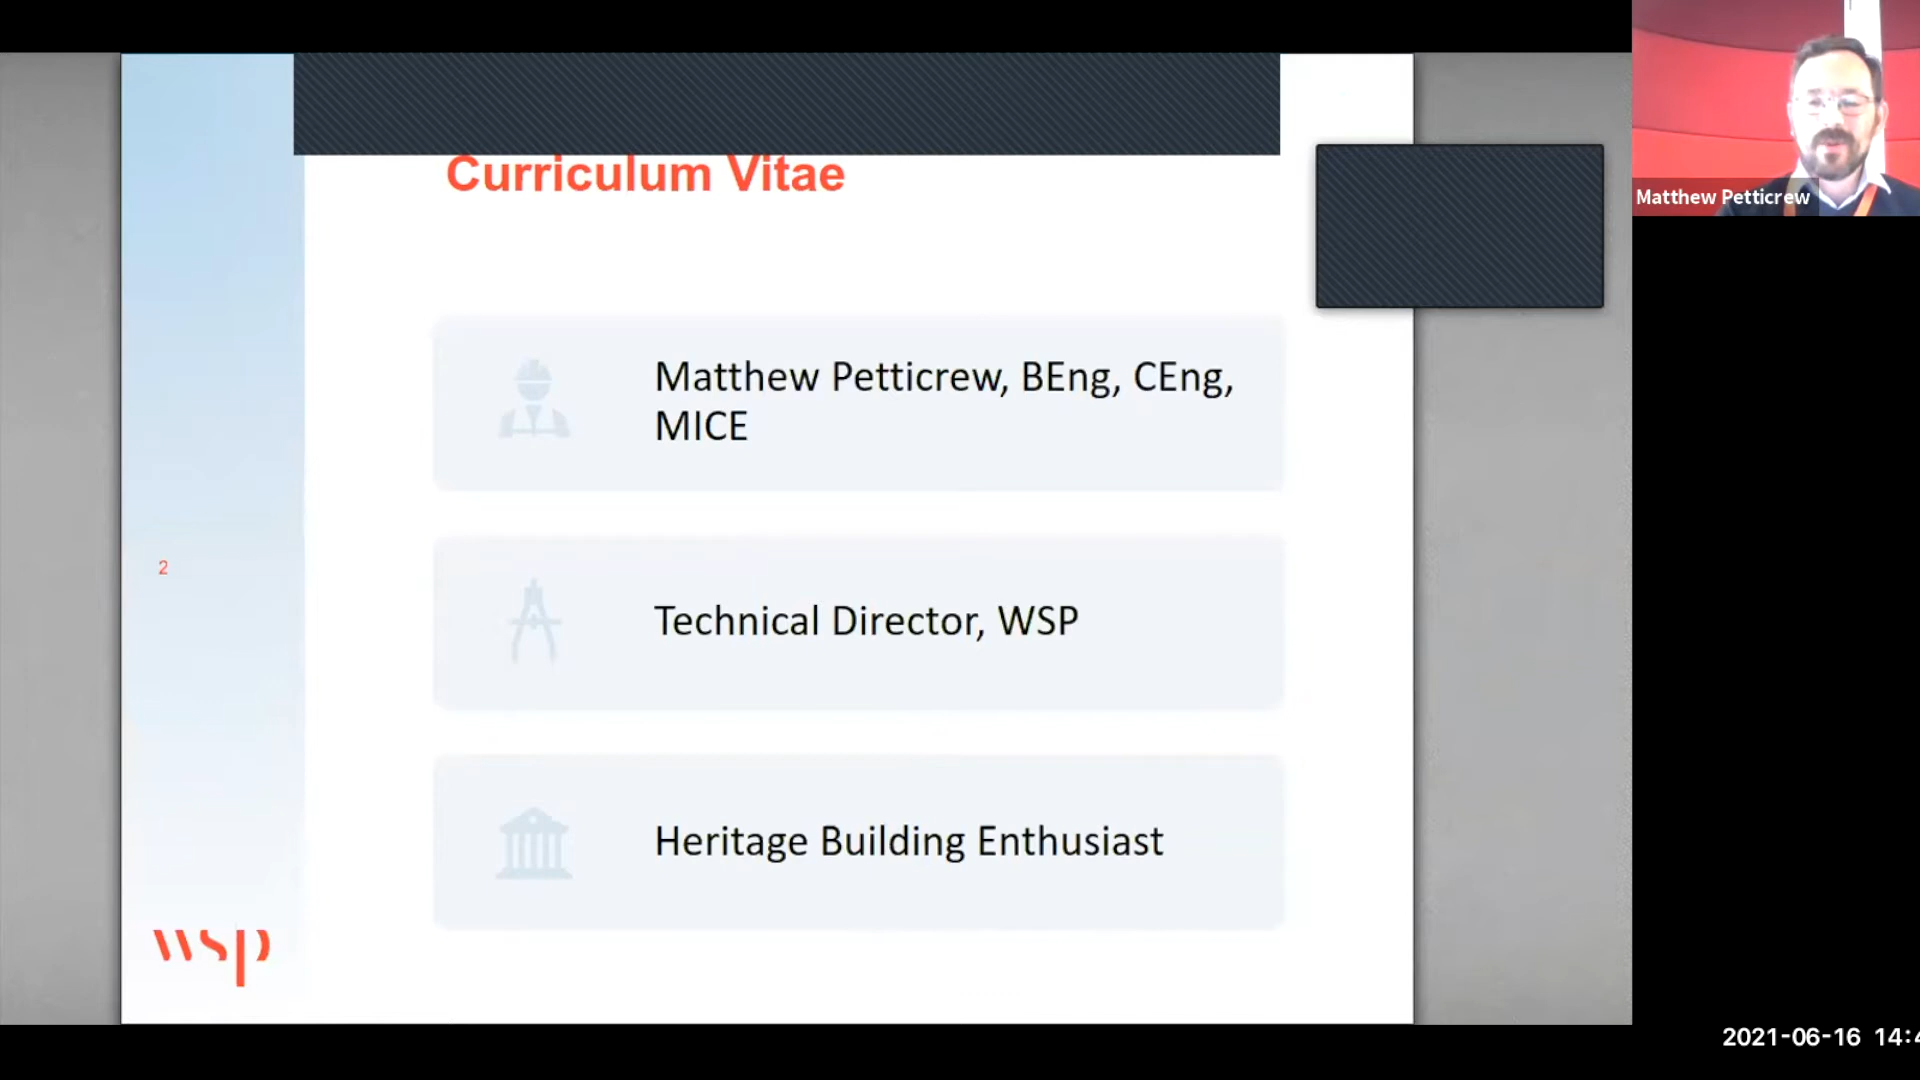 Curriculum Vitae
Matthew Petticrew
Matthew Petticrew, BEng, CEng,
MICE
2
Technical Director, WSP
Heritage Building Enthusiast
wsp
2021-06-16 14:4